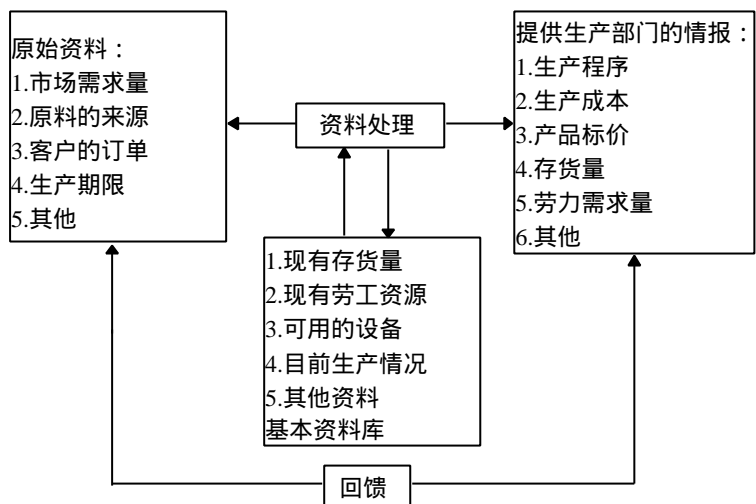 原始资料：
1.市场需求量
2.原料的来源
3.客户的订单
4.生产期限
5.其他
资料处理
提供生产部门的情报：
1.生产程序
2.生产成本
3.产品标价
4.存货量
5.劳力需求量
6.其他
1.现有存货量
2.现有劳工资源
3.可用的设备
4.目前生产情况
5.其他资料
基本资料库
回馈